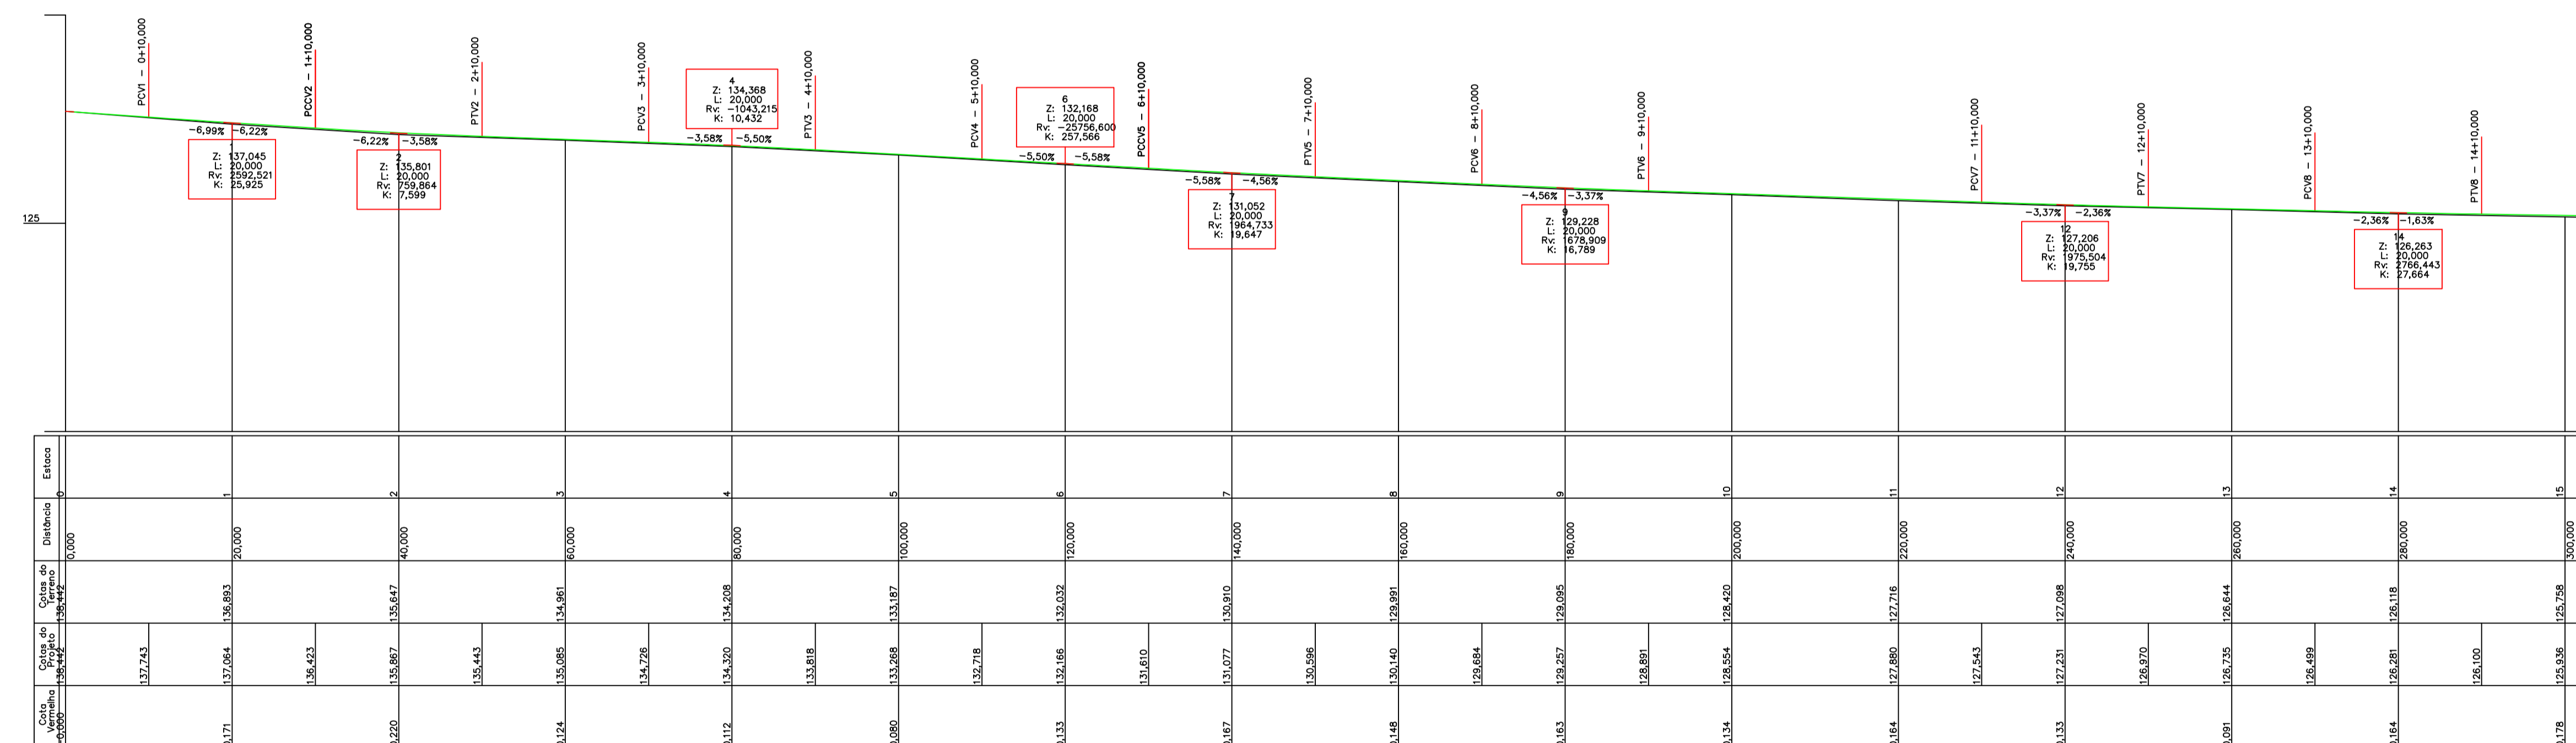 PCV1 - 0+10,000
PCCV2 - 1+10,000
PTV2 - 2+10,000
PCV3 - 3+10,000
PTV3 - 4+10,000
PCV4 - 5+10,000
PCCV5 - 6+10,000
PTV5 - 7+10,000
PCV6 - 8+10,000
PTV6 - 9+10,000
PCV7 - 11+10,000
PTV7 - 12+10,000
PCV8 - 13+10,000
PTV8 - 14+10,000
125
-6,99% -6,22%
Z: 137,045
L: 20,000
Rv: 2592,521
K: 25,925
-6,22% -3,58%
2
Z: 135,801
L: 20,000
Rv: 759,864
K: 7,599
4
Z: 134,368
L: 20,000
Rv: -1043,215
K: 10,432
-3,58% -5,50%
6
Z: 132,168
L: 20,000
Rv: -25756,600
K: 257,566
-5,50% -5,58%
-5,58% -4,56%
7
Z: 131,052
L: 20,000
Rv: 1964,733
K: 19,647
-4,56% -3,37%
9
Z: 129,228
L: 20,000
Rv: 1678,909
K: 16,789
-3,37% -2,36%
12
Z: 127,206
L: 20,000
Rv: 1975,504
K: 19,755
-2,36% -1,63%
14
Z: 126,263
L: 20,000
Rv: 2766,443
K: 27,664
Estaca
0 1 2 3 4 5 6 7 8 9 10 11 12 13 14 15
Distância
0,000 20,000 40,000 60,000 80,000 100,000 120,000 140,000 160,000 180,000 200,000 220,000 240,000 260,000 280,000 300,000
Cotas do
Terreno
138,442 136,893 135,647 134,961 134,208 133,187 132,032 130,910 129,991 129,095 128,420 127,716 127,098 126,644 126,118 125,758
Cotas do
Projeto
138,442 137,743 137,064 136,423 135,867 135,443 135,085 134,726 134,320 133,818 133,268 132,718 132,166 131,610 131,077 130,596 130,140 129,684 129,257 128,891 128,554 127,880 127,543 127,231 126,970 126,735 126,499 126,281 126,100 125,936
Cota
Vermelha
0,000 ,171 ,220 ,124 ,112 ,080 ,133 ,167 ,148 ,163 ,134 ,164 ,133 ,091 ,164 ,178